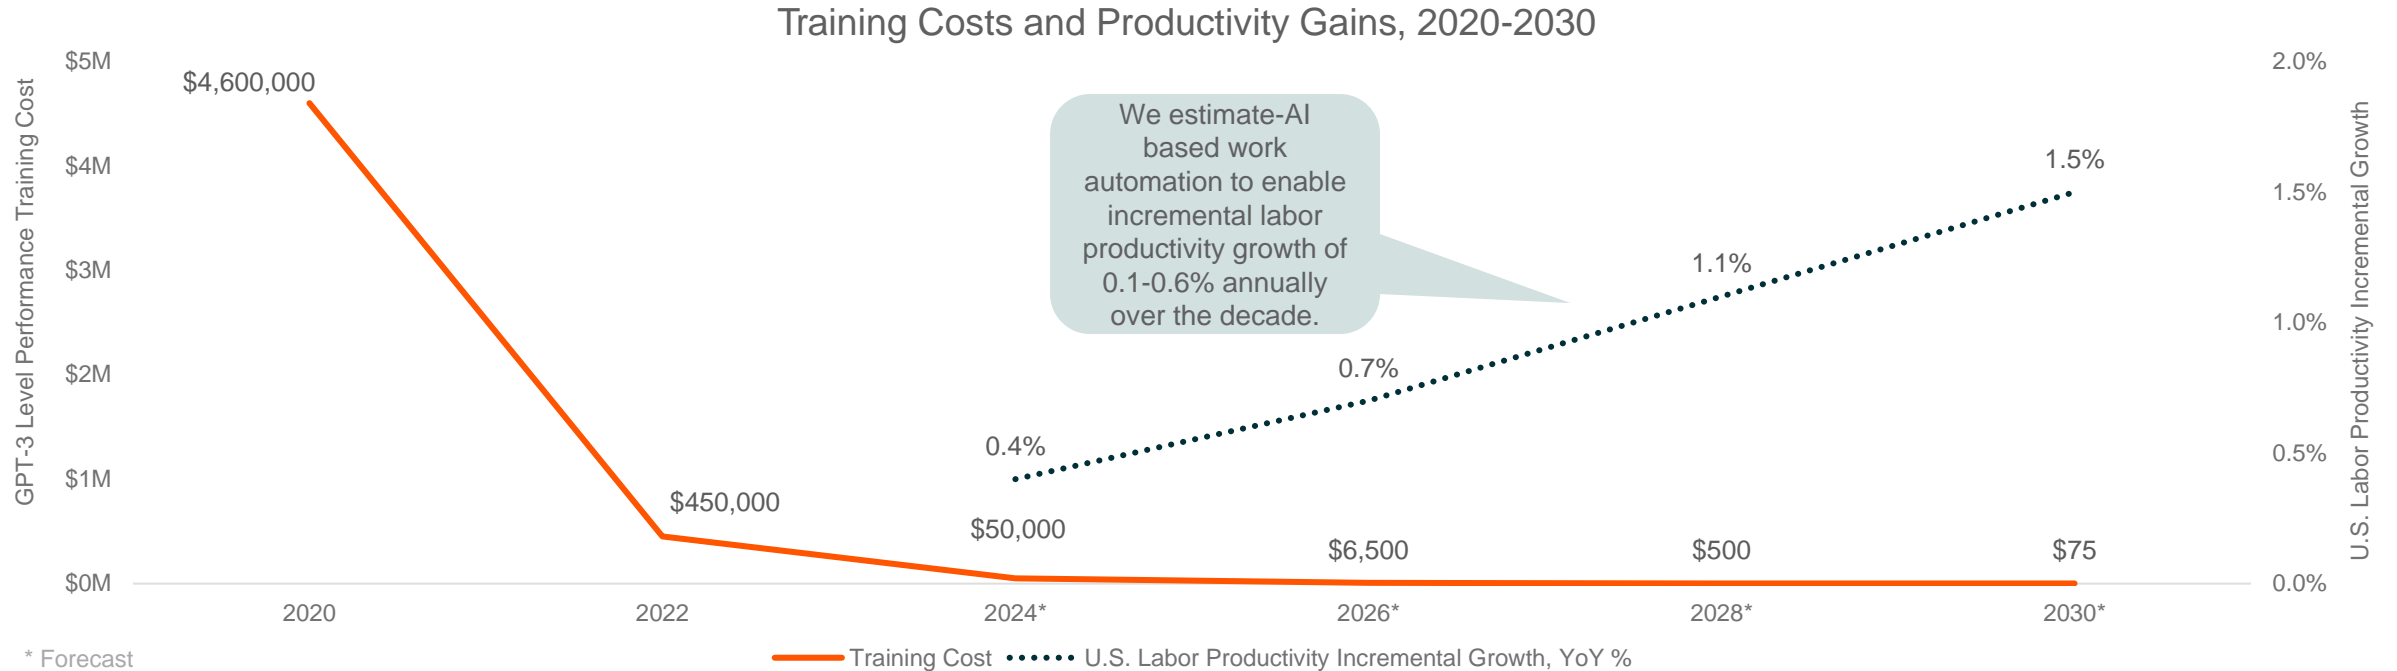 Training Costs and Productivity Gains, 2020-2030
GPT-3 Level Performance Training Cost
$5M
$4M
$3M
$2M
$1M
$0M
$4,600,000
$450,000
$50,000
$6,500
$500
$75
We estimate-AI
based work
automation to enable
incremental labor
productivity growth of
0.1-0.6% annually
over the decade.
0.4%
0.7%
1.1%
1.5%
2.0%
1.5%
1.0%
0.5%
0.0%
U.S. Labor Productivity Incremental Growth
2020
2022
2024*
2026*
2028*
2030*
Training Cost
U.S. Labor Productivity Incremental Growth, YoY %
* Forecast